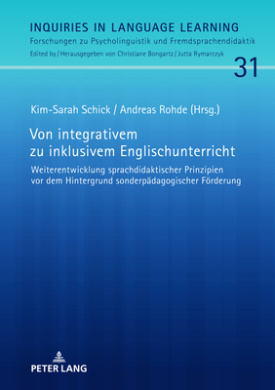 INQUIRIES IN LANGUAGE LEARNING
Forschungen zu Psycholinguistik und Fremdsprachendidaktik
Edited by/Herausgegeben von Christiane Bongartz/Jutta Rymarczyk
31
Kim-Sarah Schick / Andreas Rohde (Hrsg.)
Von integrativem
zu inklusivem Englischunterricht
Weiterentwicklung sprachdidaktischer Prinzipien
vor dem Hintergrund sonderpädagogischer Förderung
PETER LANG